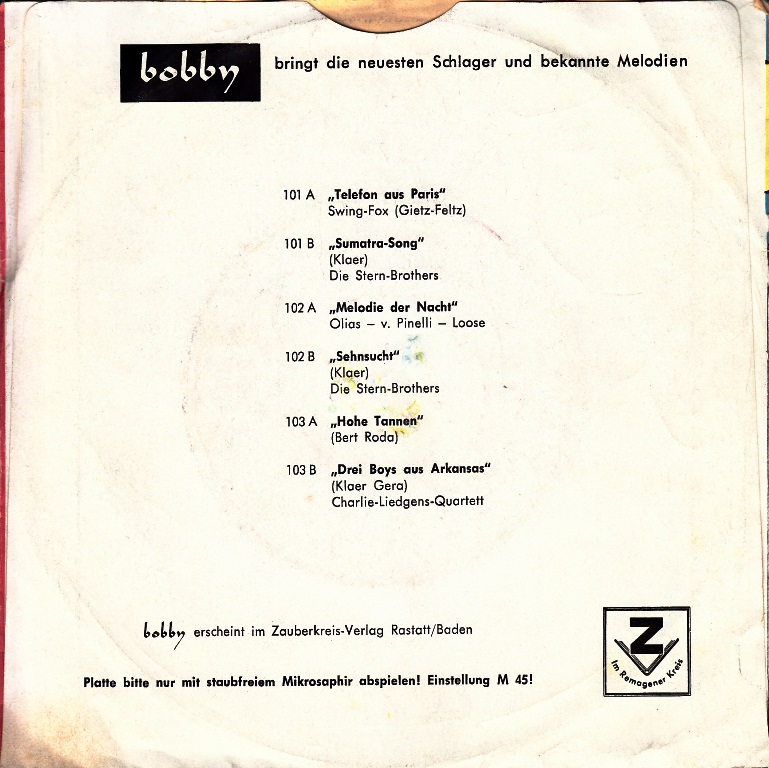 bobby bringt die neuesten Schlager und bekannte Melodien
101 A „Telefon aus Paris“
Swing-Fox (Gietz-Feltz)
101 B „Sumatra-Song“
(Klaer)
Die Stern-Brothers
102 A „Melodie der Nacht“
Olias – v. Pinelli – Loose
102 B „Sehnsucht“
(Klaer)
Die Stern-Brothers
103 A „Hohe Tannen“
(Bert Roda)
103 B „Drei Boys aus Arkansas“
(Klaer Gera)
Charlie-Liedgens-Quartett
bobby erscheint im Zauberkreis-Verlag Rastatt/Baden
Platte bitte nur mit staubfreiem Mikrosaphir abspielen! Einstellung M 45!
Z
Im Remagener Kreis